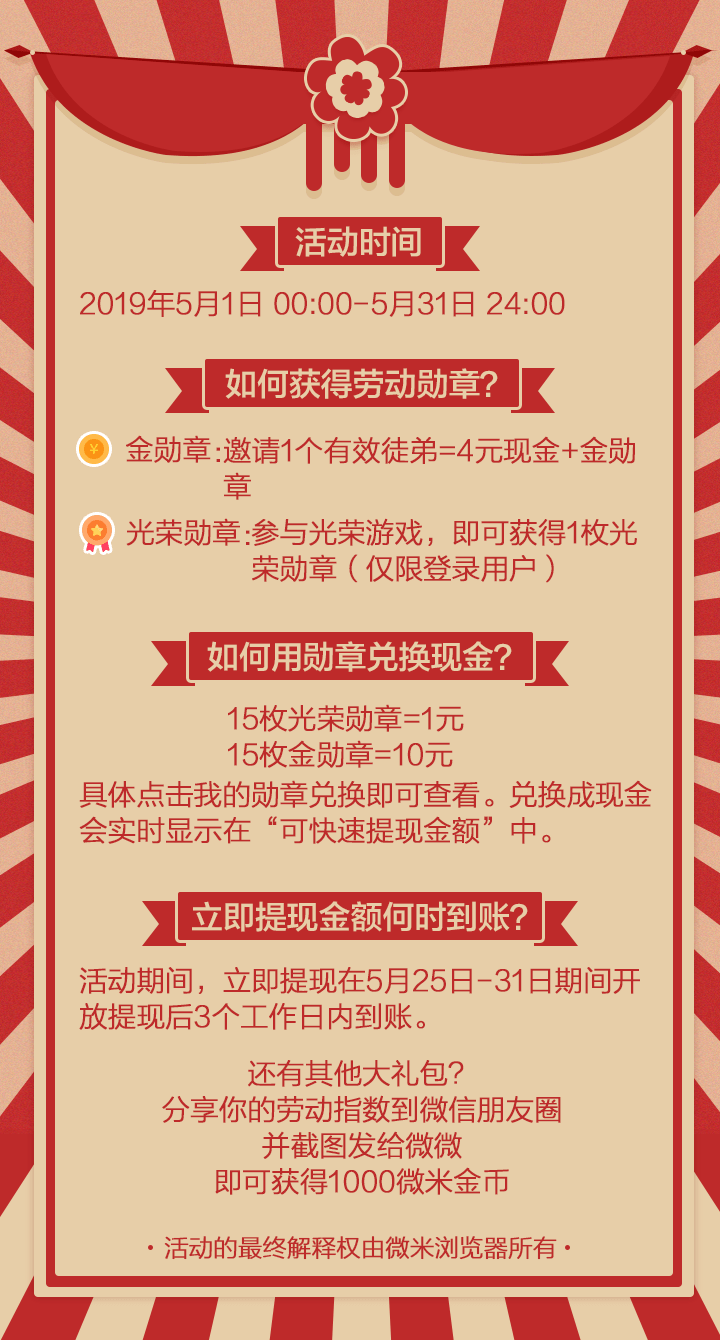 活动时间
2019年5月1日 00:00-5月31日 24:00
如何获得劳动勋章?
¥
金勋章:邀请1个有效徒弟=4元现金+金勋
章
光荣勋章:参与光荣游戏，即可获得1枚光
荣勋章（仅限登录用户）
如何用勋章兑换现金?
15枚光荣勋章=1元
15枚金勋章=10元
具体点击我的勋章兑换即可查看。兑换成现金
会实时显示在“可快速提现金额”中。
立即提现金额何时到账?
活动期间，立即提现在5月25日-31日期间开
放提现后3个工作日内到账。
还有其他大礼包?
分享你的劳动指数到微信朋友圈
并截图发给微微
即可获得1000微米金币
·活动的最终解释权由微米浏览器所有·